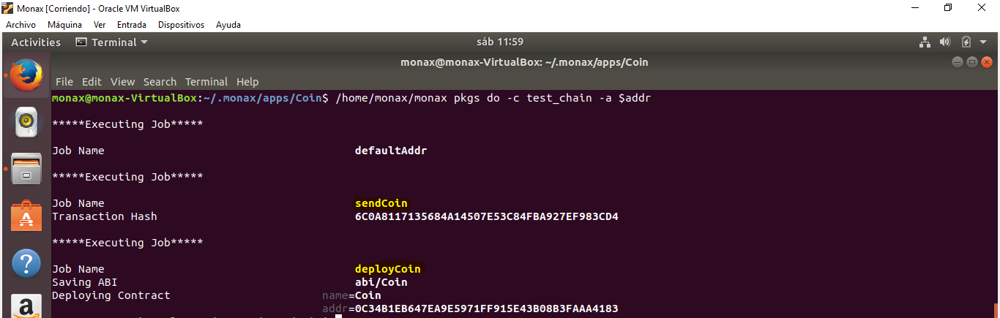 Monax [Corriendo] - Oracle VM VirtualBox
Archivo Máquina Ver Entrada Dispositivos Ayuda
Activities Terminal sáb 11:59
monax@monax-VirtualBox: ~/.monax/apps/Coin
File Edit View Search Terminal Help
monax@monax-VirtualBox:~/.monax/apps/Coin$ /home/monax/monax pkgs do -c test_chain -a $addr
*****Executing Job*****
Job Name defaultAddr
*****Executing Job*****
Job Name sendCoin
Transaction Hash 6C0A8117135684A14507E53C84FBA927EF983CD4
*****Executing Job*****
Job Name deployCoin
Saving ABI abi/Coin
Deploying Contract name=Coin
addr=0C34B1EB647EA9E5971FF915E43B08B3FAAA4183